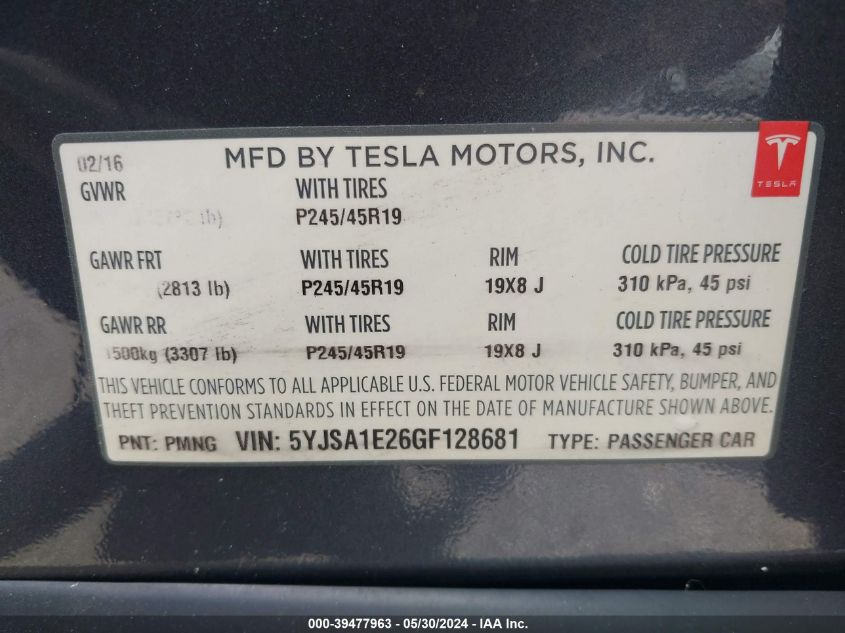 02/16 MFD BY TESLA MOTORS, INC.
TESLA
GVWR WITH TIRES
lb) P245/45R19
GAWR FRT WITH TIRES RIM COLD TIRE PRESSURE
(2813 lb) P245/45R19 19X8 J 310 kPa, 45 psi
GAWR RR WITH TIRES RIM COLD TIRE PRESSURE
1500kg (3307 lb) P245/45R19 19X8 J 310 kPa, 45 psi
THIS VEHICLE CONFORMS TO ALL APPLICABLE U.S. FEDERAL MOTOR VEHICLE SAFETY, BUMPER, AND
THEFT PREVENTION STANDARDS IN EFFECT ON THE DATE OF MANUFACTURE SHOWN ABOVE.
PNT: PMNG VIN: 5YJSA1E26GF128681 TYPE: PASSENGER CAR
000-39477963 - 05/30/2024 - IAA Inc.